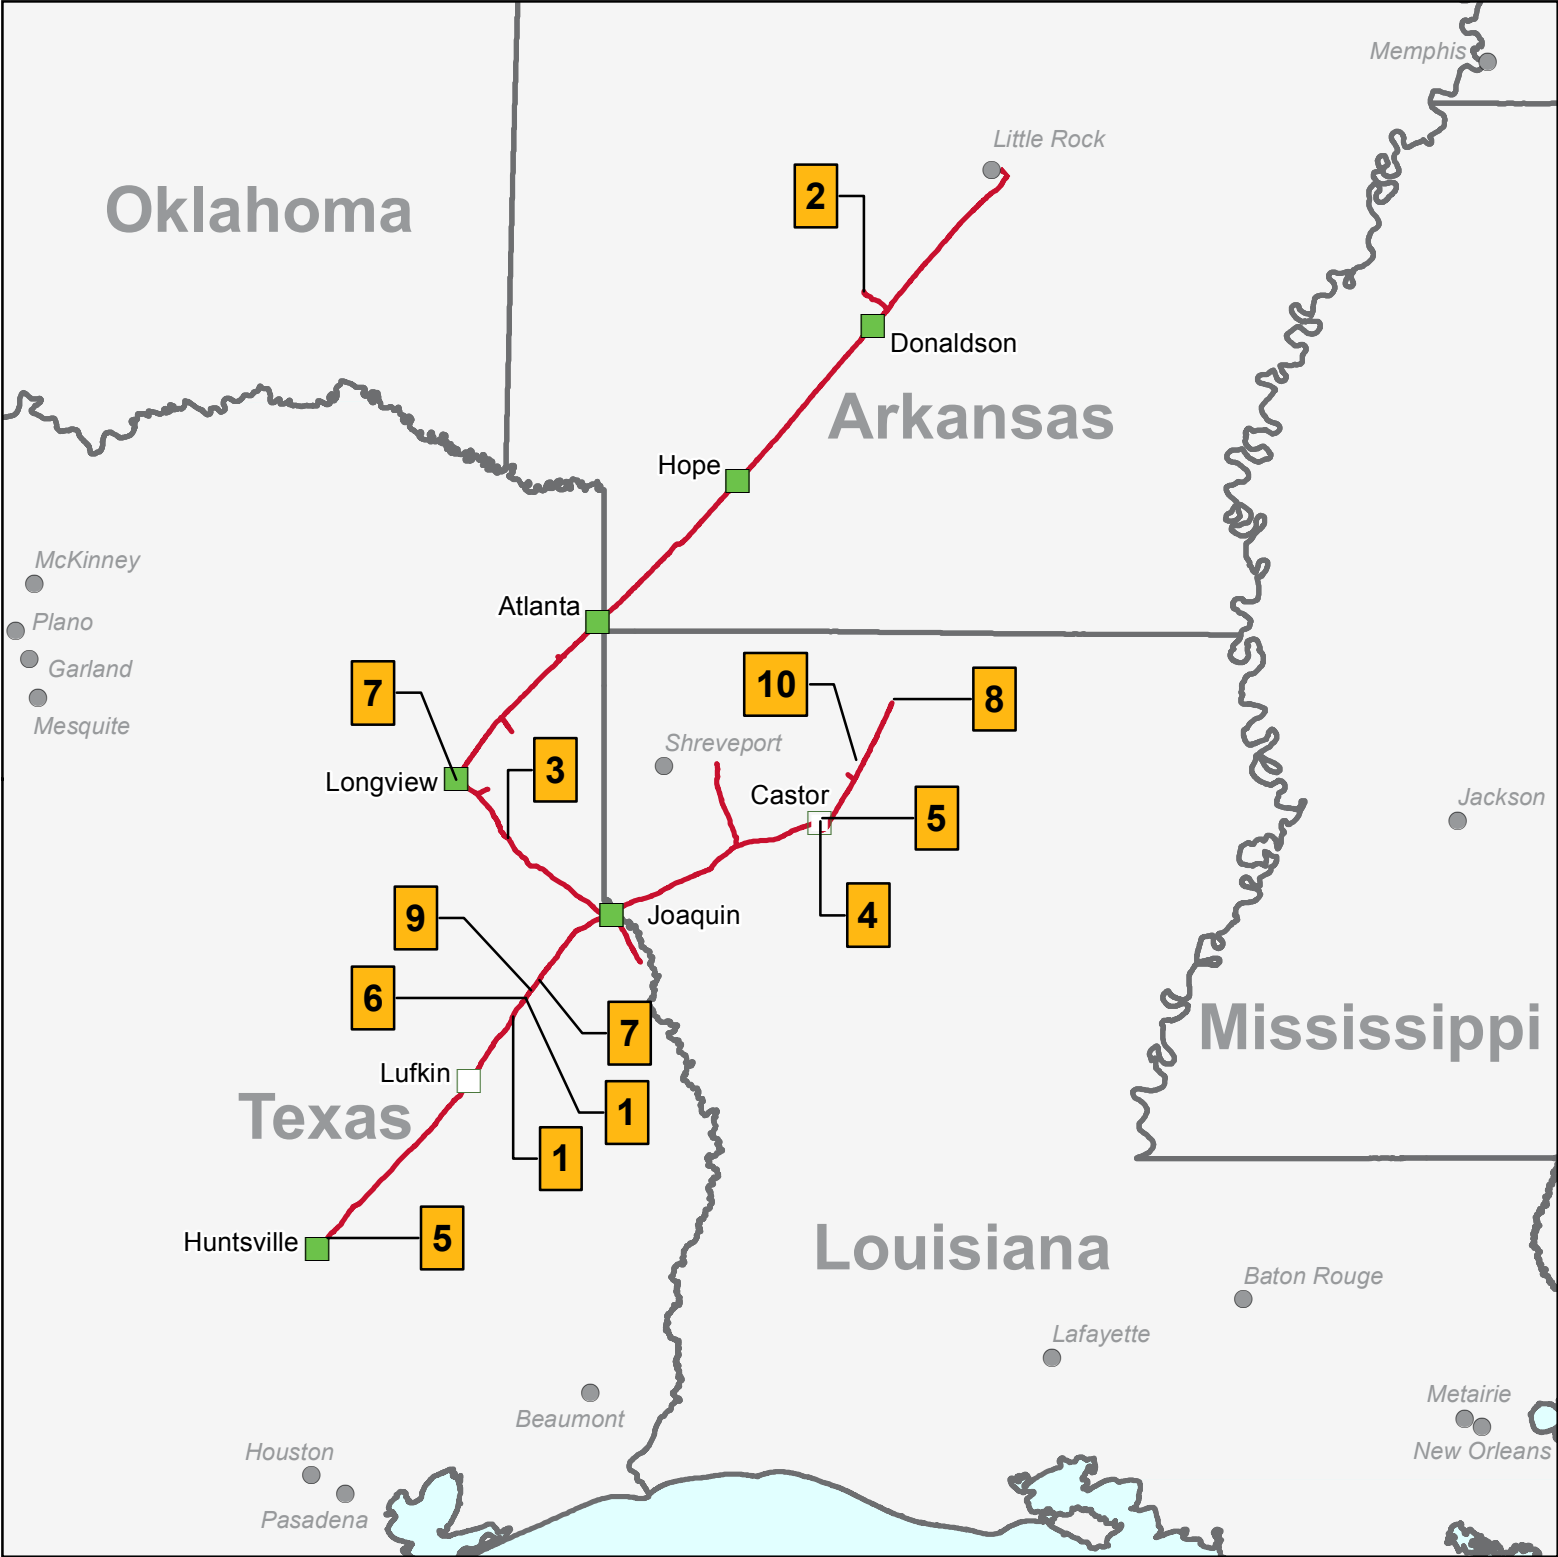 Memphis
Little Rock
2
Oklahoma
Donaldson
Arkansas
Hope
McKinney
Atlanta
Plano
Garland
7
10
8
Mesquite
Shreveport
3
Longview
Castor
Jackson
5
9
Joaquin
4
6
Mississippi
7
Lufkin
Texas
1
1
Huntsville
5
Louisiana
Baton Rouge
Lafayette
Metairie
Beaumont
Houston
New Orleans
Pasadena